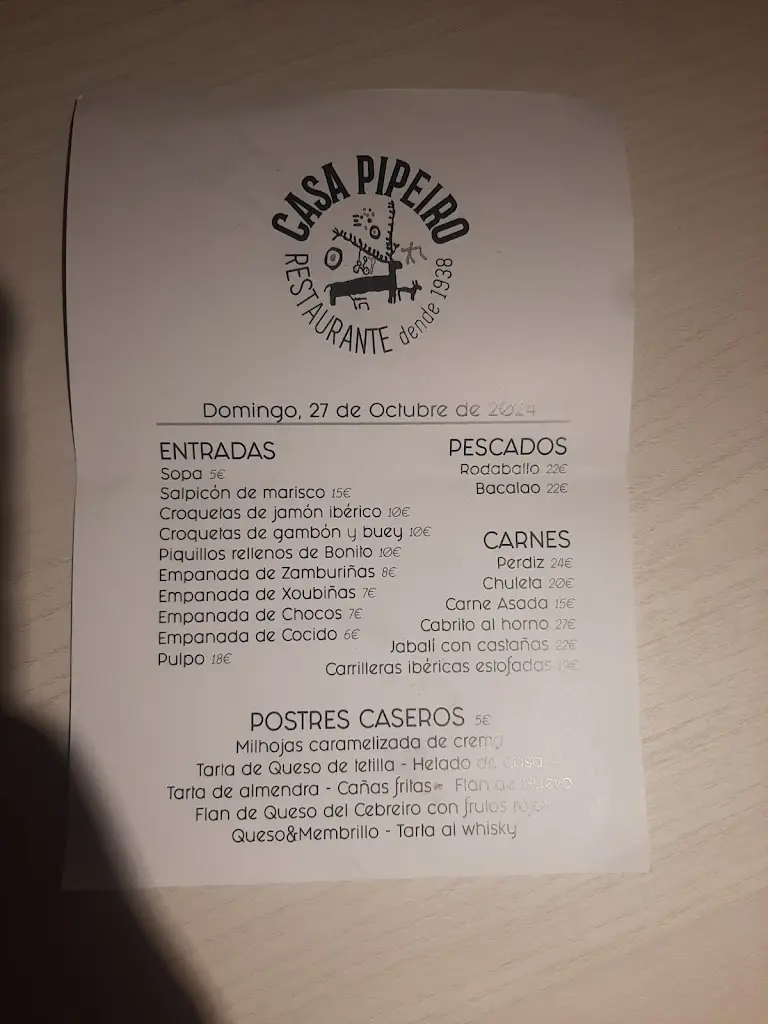 CASA PIPEIRO
RESTAURANTE dende 1938
Domingo, 27 de Octubre de 2024
ENTRADAS
Sopa 5€
Salpicón de marisco 15€
Croquetas de jamón ibérico 10€
Croquetas de gambón y buey 10€
Piquillos rellenos de Bonito 10€
Empanada de Zamburiñas 8€
Empanada de Xoubiñas 7€
Empanada de Chocos 7€
Empanada de Cocido 6€
Pulpo 18€
PESCADOS
Rodaballo 22€
Bacalao 22€
CARNES
Perdiz 24€
Chuleta 20€
Carne Asada 15€
Cabrito al horno 27€
Jabalí con castañas 22€
Carrilleras ibéricas estofadas
POSTRES CASEROS 5€
Milhojas caramelizada de crema
Tarta de Queso de tetilla - Helado de casa -
Tarta de almendra - Cañas fritas - Flan de Huevo
Flan de Queso del Cebreiro con frutos rojos
Queso&Membrillo - Tarta al whisky